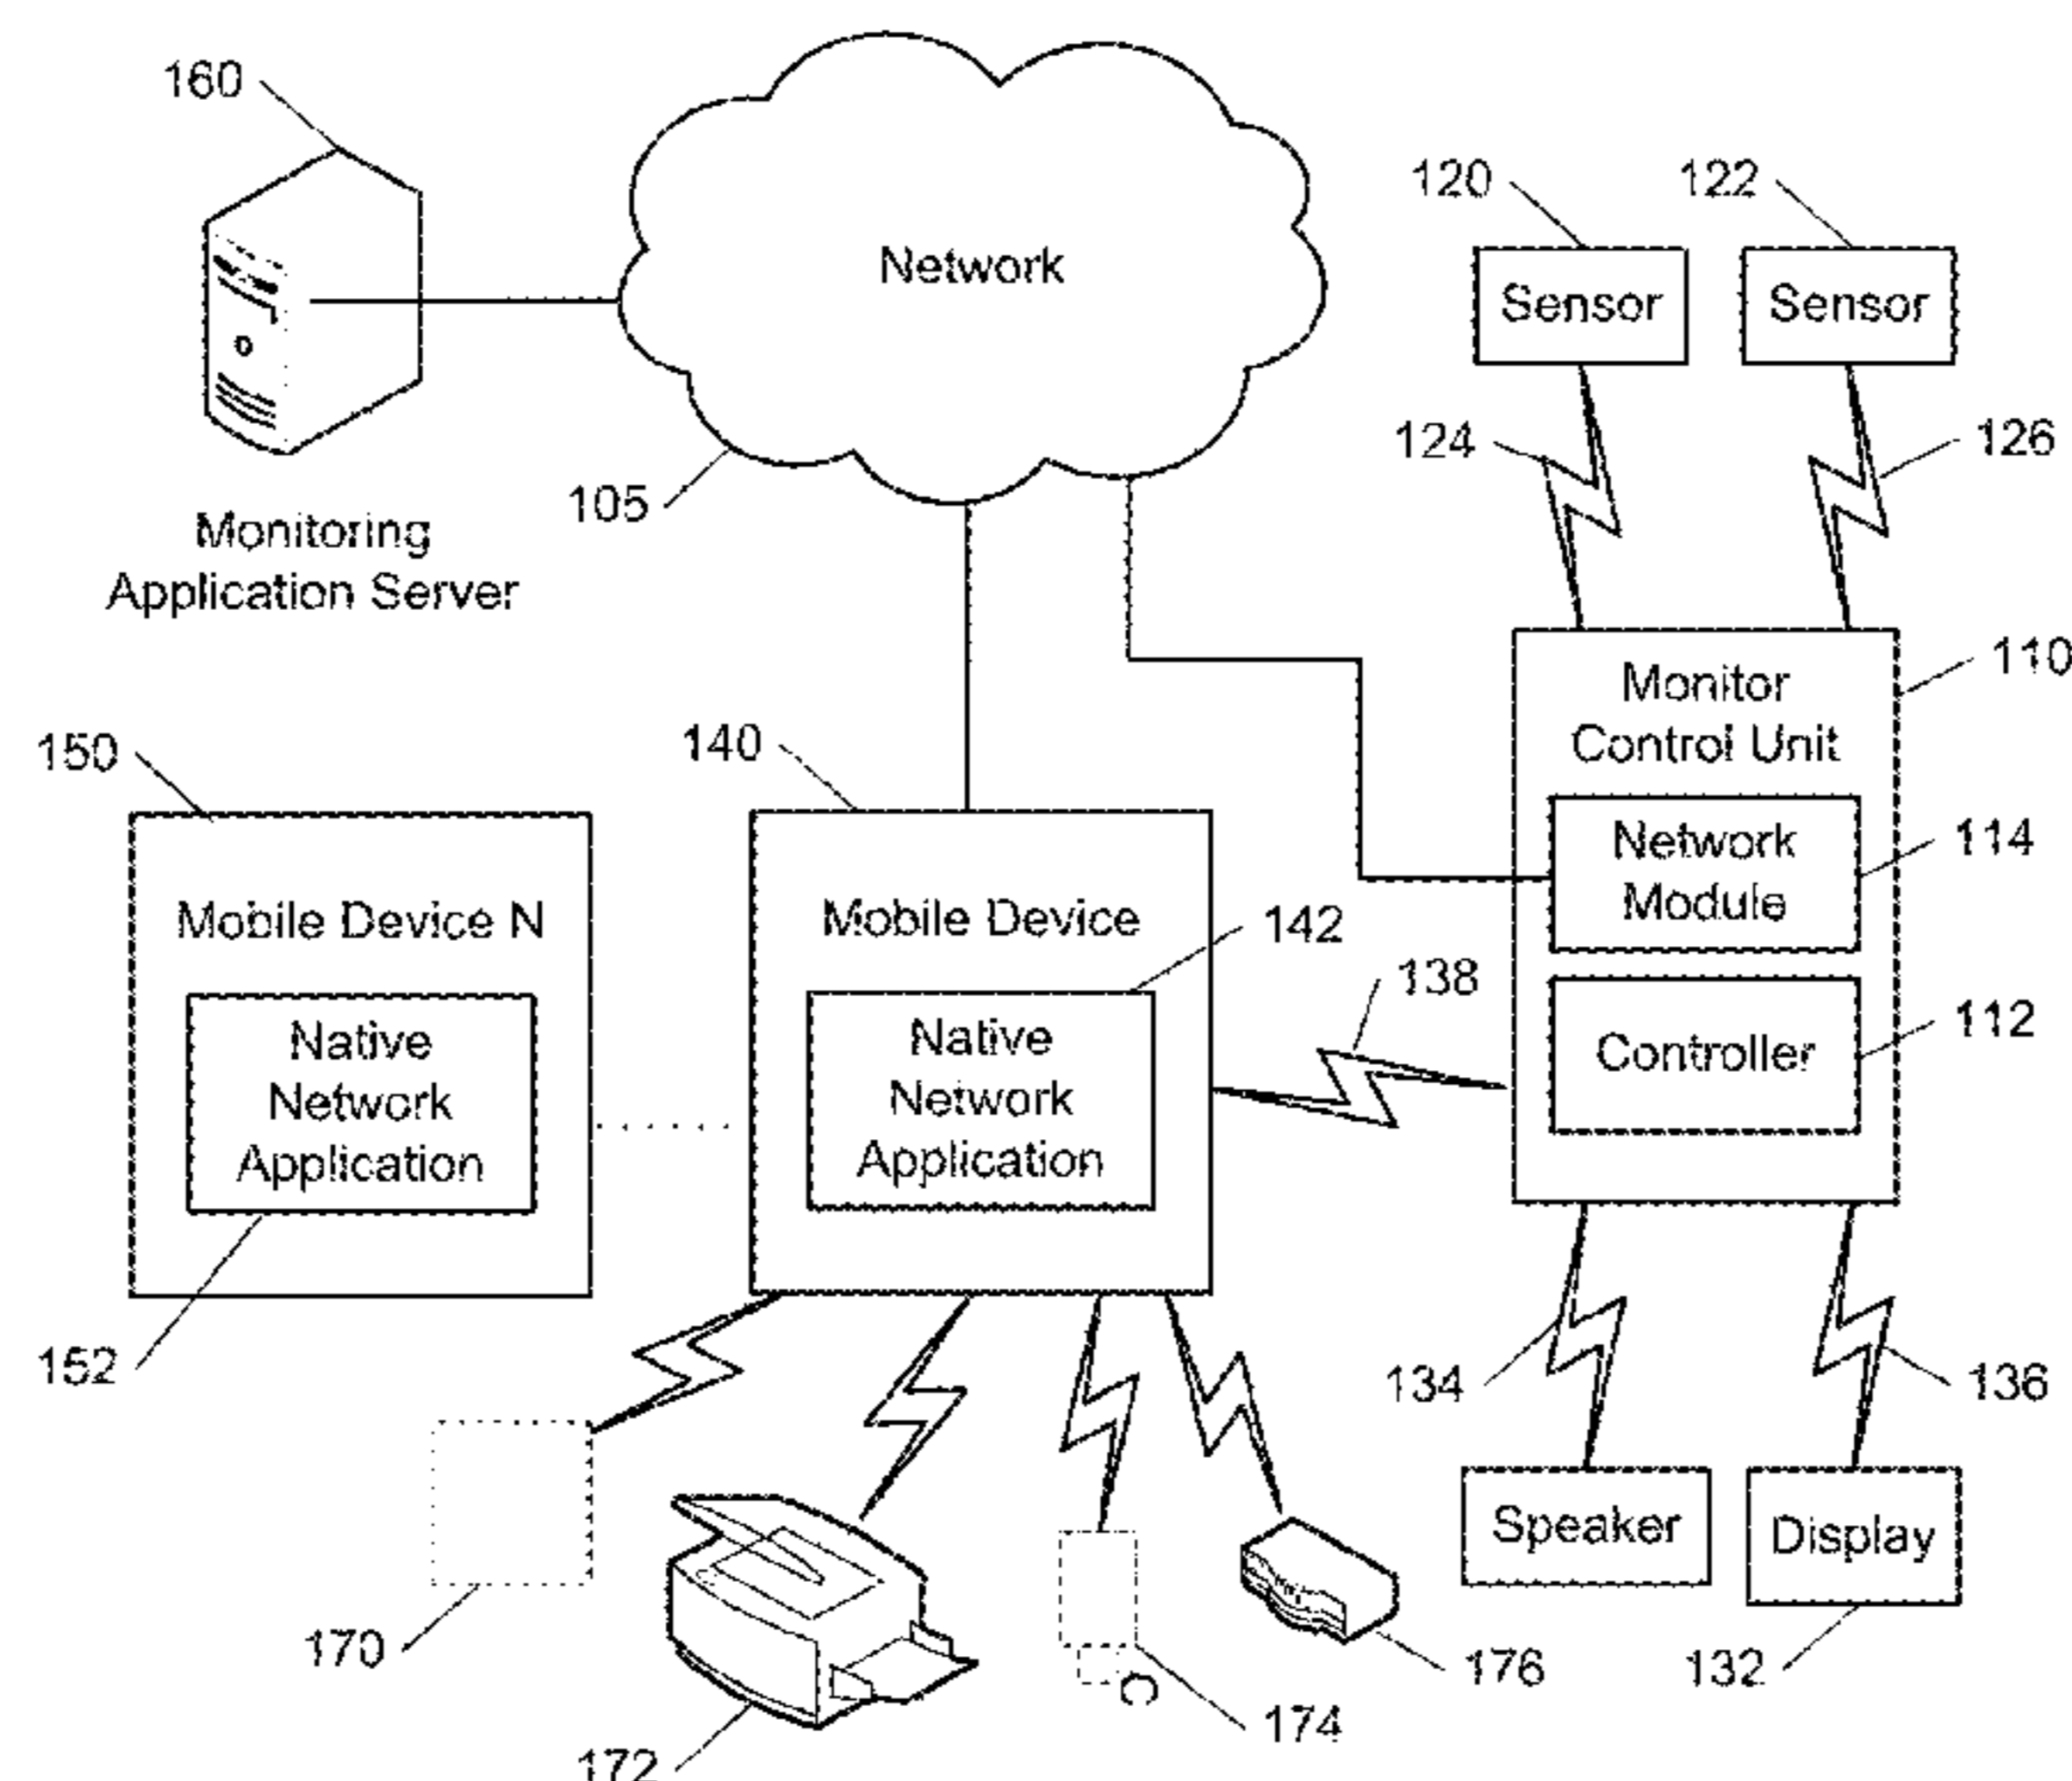 160
Network
120
122
Sensor
Sensor
124
126
105
Monitoring
Application Server
110
Monitor
Control Unit
150
140
Network
Module
114
Mobile Device N
Mobile Device
142
138
Native
Network
Application
Native
Network
Application
Controller
112
152
134
136
Speaker
Display
170
172
C
174
176
132